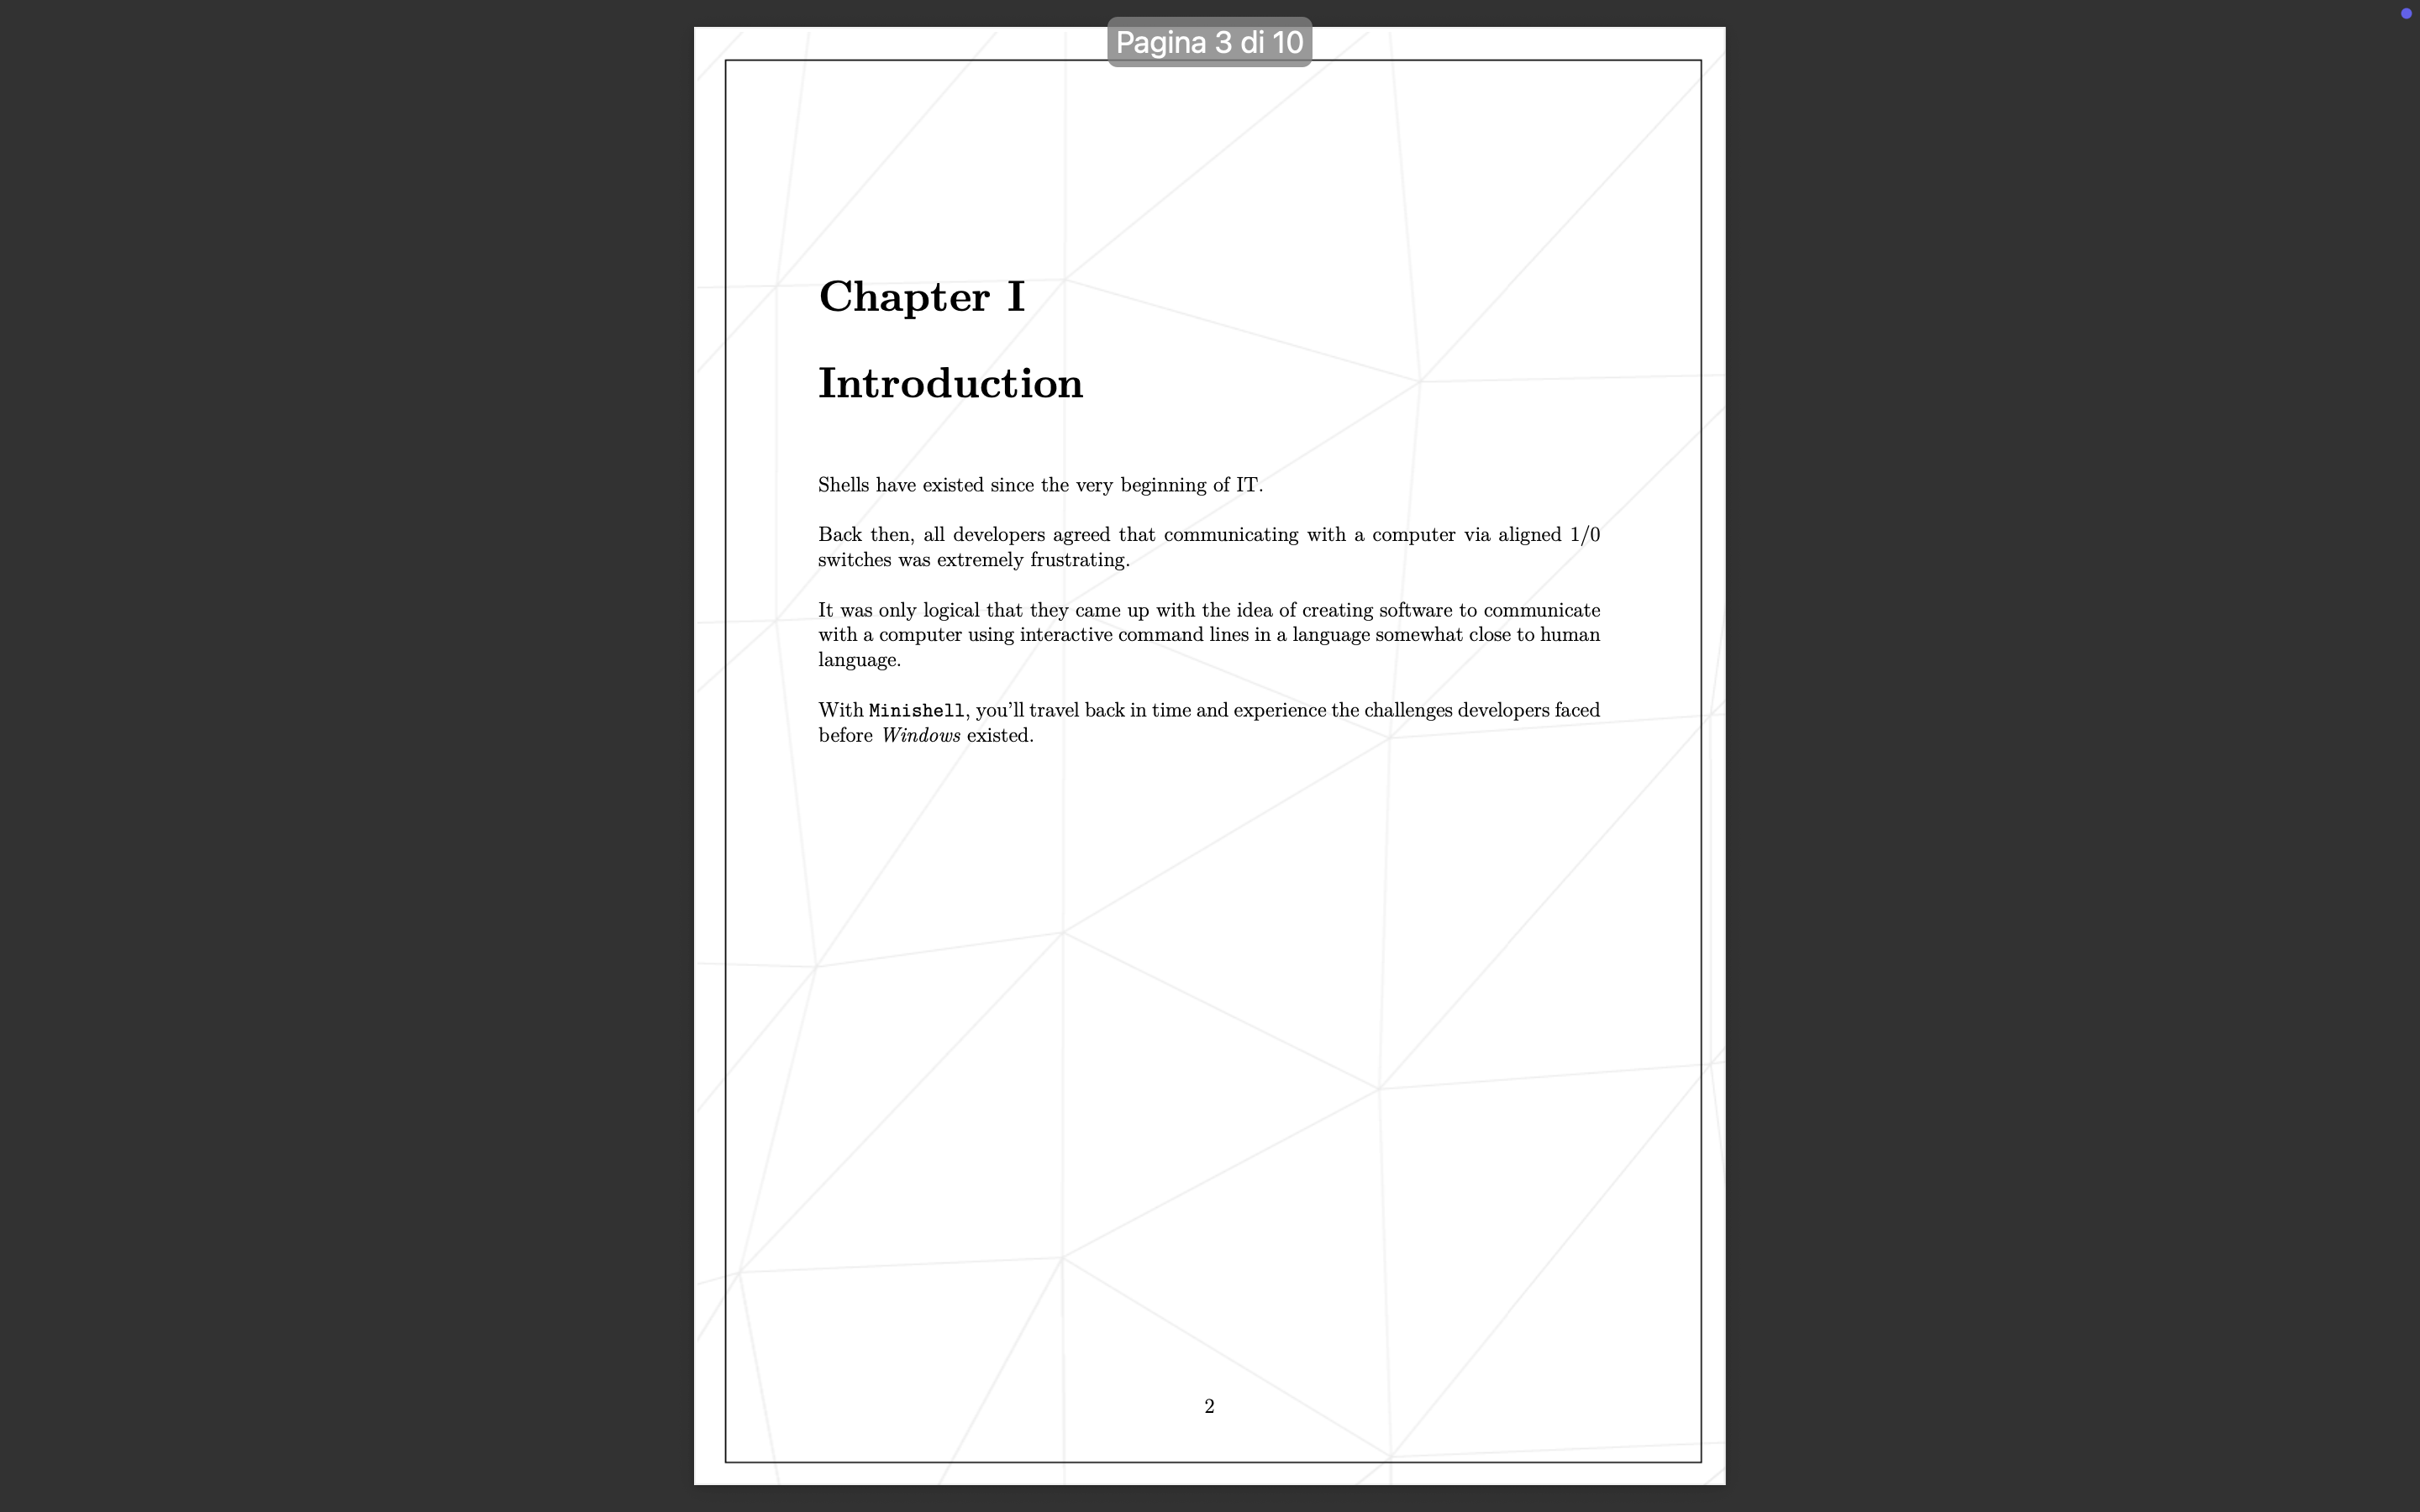 Pagina 3 di 10
Chapter I
Introduction
Shells have existed since the very beginning of IT.
Back then, all developers agreed that communicating with a computer via aligned 1/0
switches was extremely frustrating.
It was only logical that they came up with the idea of creating software to communicate
with a computer using interactive command lines in a language somewhat close to human
language.
With Minishell, you'll travel back in time and experience the challenges developers faced
before Windows existed.
2